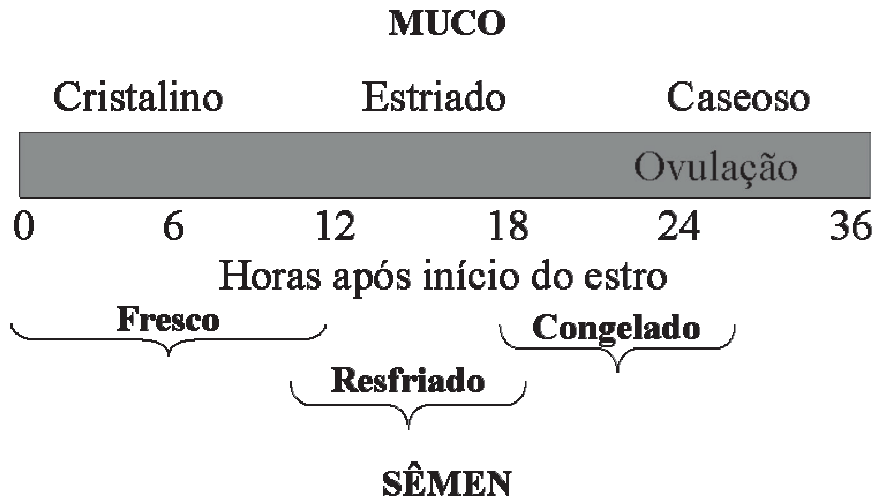 MUCO
Cristalino Estriado Caseoso
Ovulação
0 6 12 18 24 36
Horas após início do estro
Fresco Congelado
Resfriado
SÊMEN